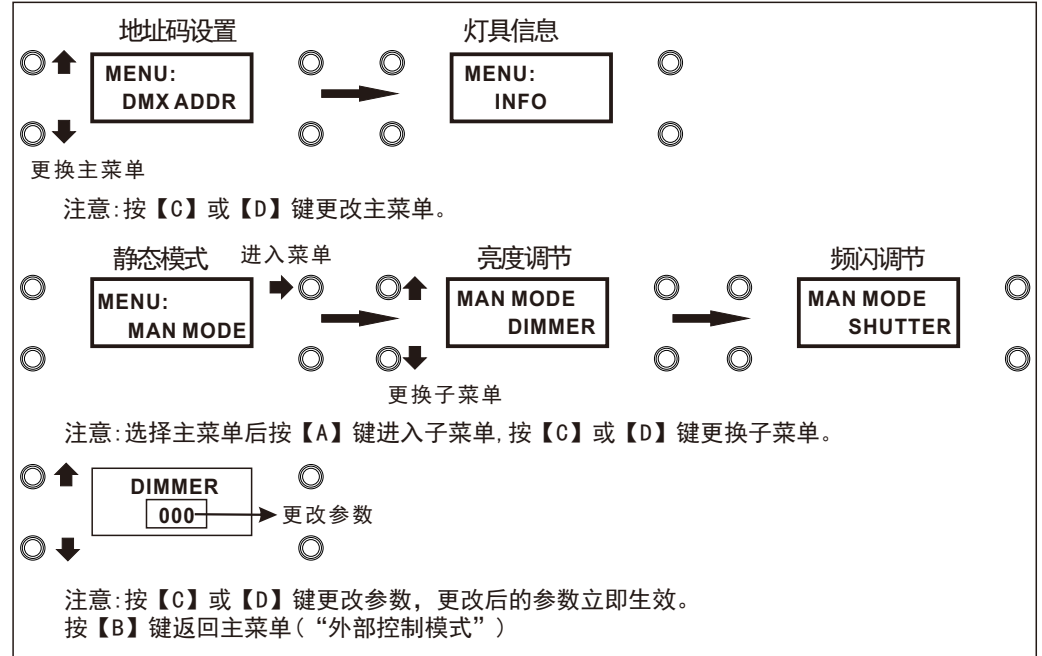 地址码设置
灯具信息
MENU:
DMX ADDR
MENU:
INFO
更换主菜单
注意:按【C】或【D】键更改主菜单。
静态模式
进入菜单
亮度调节
频闪调节
MENU:
MAN MODE
MAN MODE
DIMMER
MAN MODE
SHUTTER
更换子菜单
注意:选择主菜单后按【A】键进入子菜单,按【C】或【D】键更换子菜单。
DIMMER
000
更改参数
注意:按【C】或【D】键更改参数，更改后的参数立即生效。
按【B】键返回主菜单(“外部控制模式”)